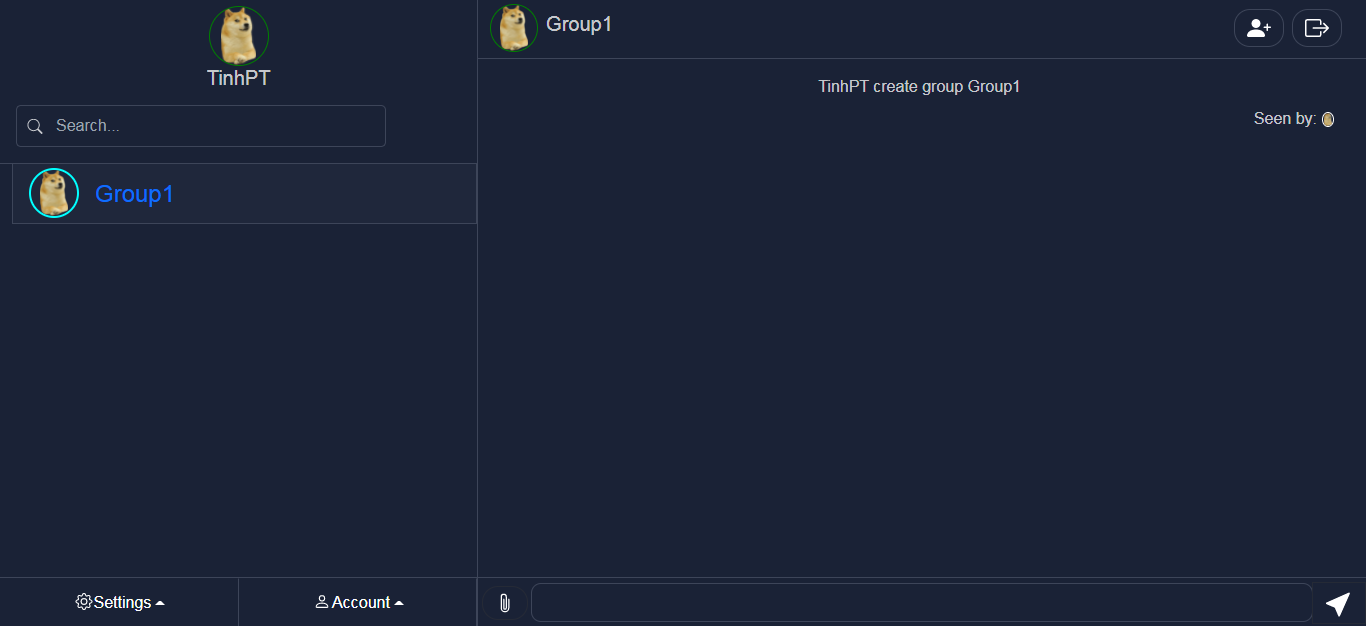 TinhPT
Search...
Group1
Settings
Account
Group1
TinhPT create group Group1
Seen by: